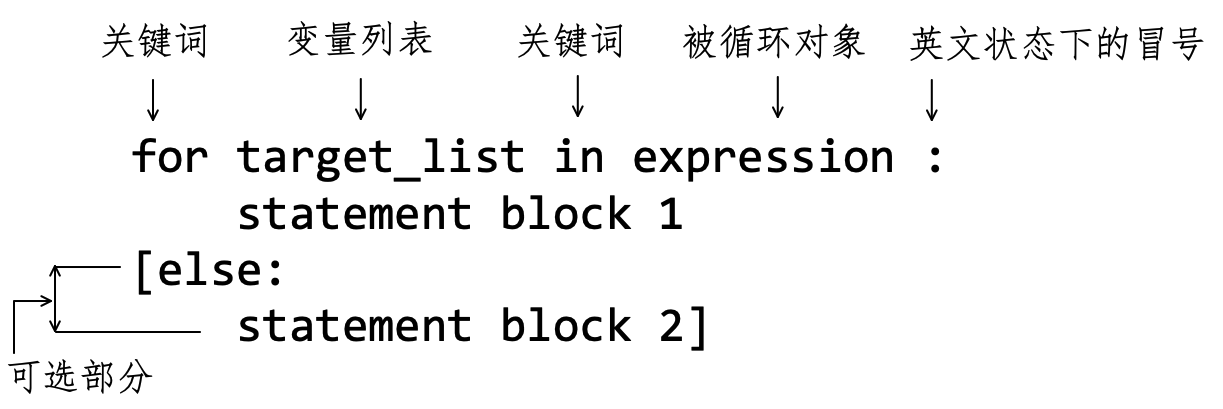 关键词 变量列表 关键词 被循环对象 英文状态下的冒号
for target_list in expression :
statement block 1
[else:
statement block 2]
可选部分